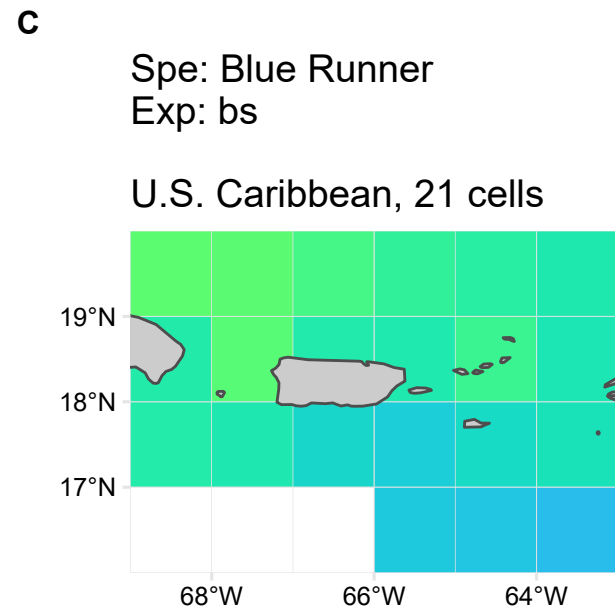 C
Spe: Blue Runner
Exp: bs
U.S. Caribbean, 21 cells
19°N
18°N
17°N
68°W 66°W 64°W